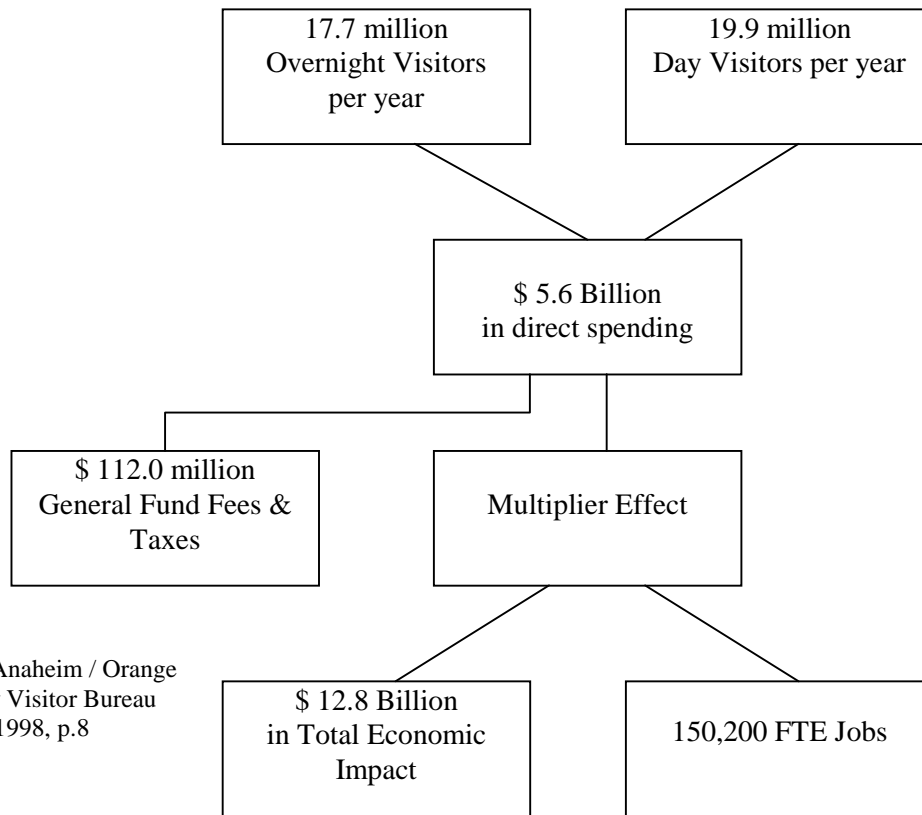 17.7 million
Overnight Visitors
per year
19.9 million
Day Visitors per year
$ 5.6 Billion
in direct spending
$ 112.0 million
General Fund Fees &
Taxes
Multiplier Effect
Anaheim / Orange
Visitor Bureau
1998, p.8
$ 12.8 Billion
in Total Economic
Impact
150,200 FTE Jobs